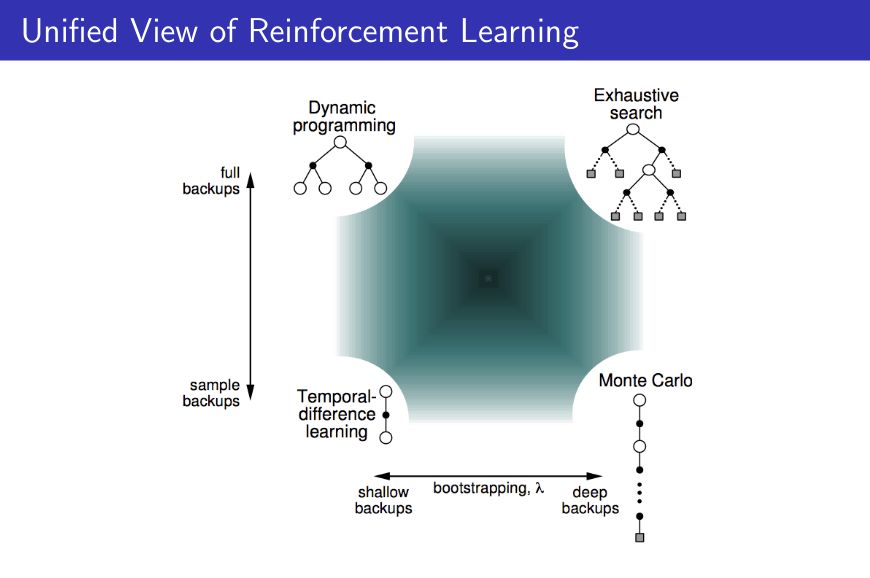 Unified View of Reinforcement Learning
Dynamic
programming
Exhaustive
search
full
backups
sample
backups
Temporal-
difference
learning
Monte Carlo
shallow
backups
bootstrapping, λ
deep
backups